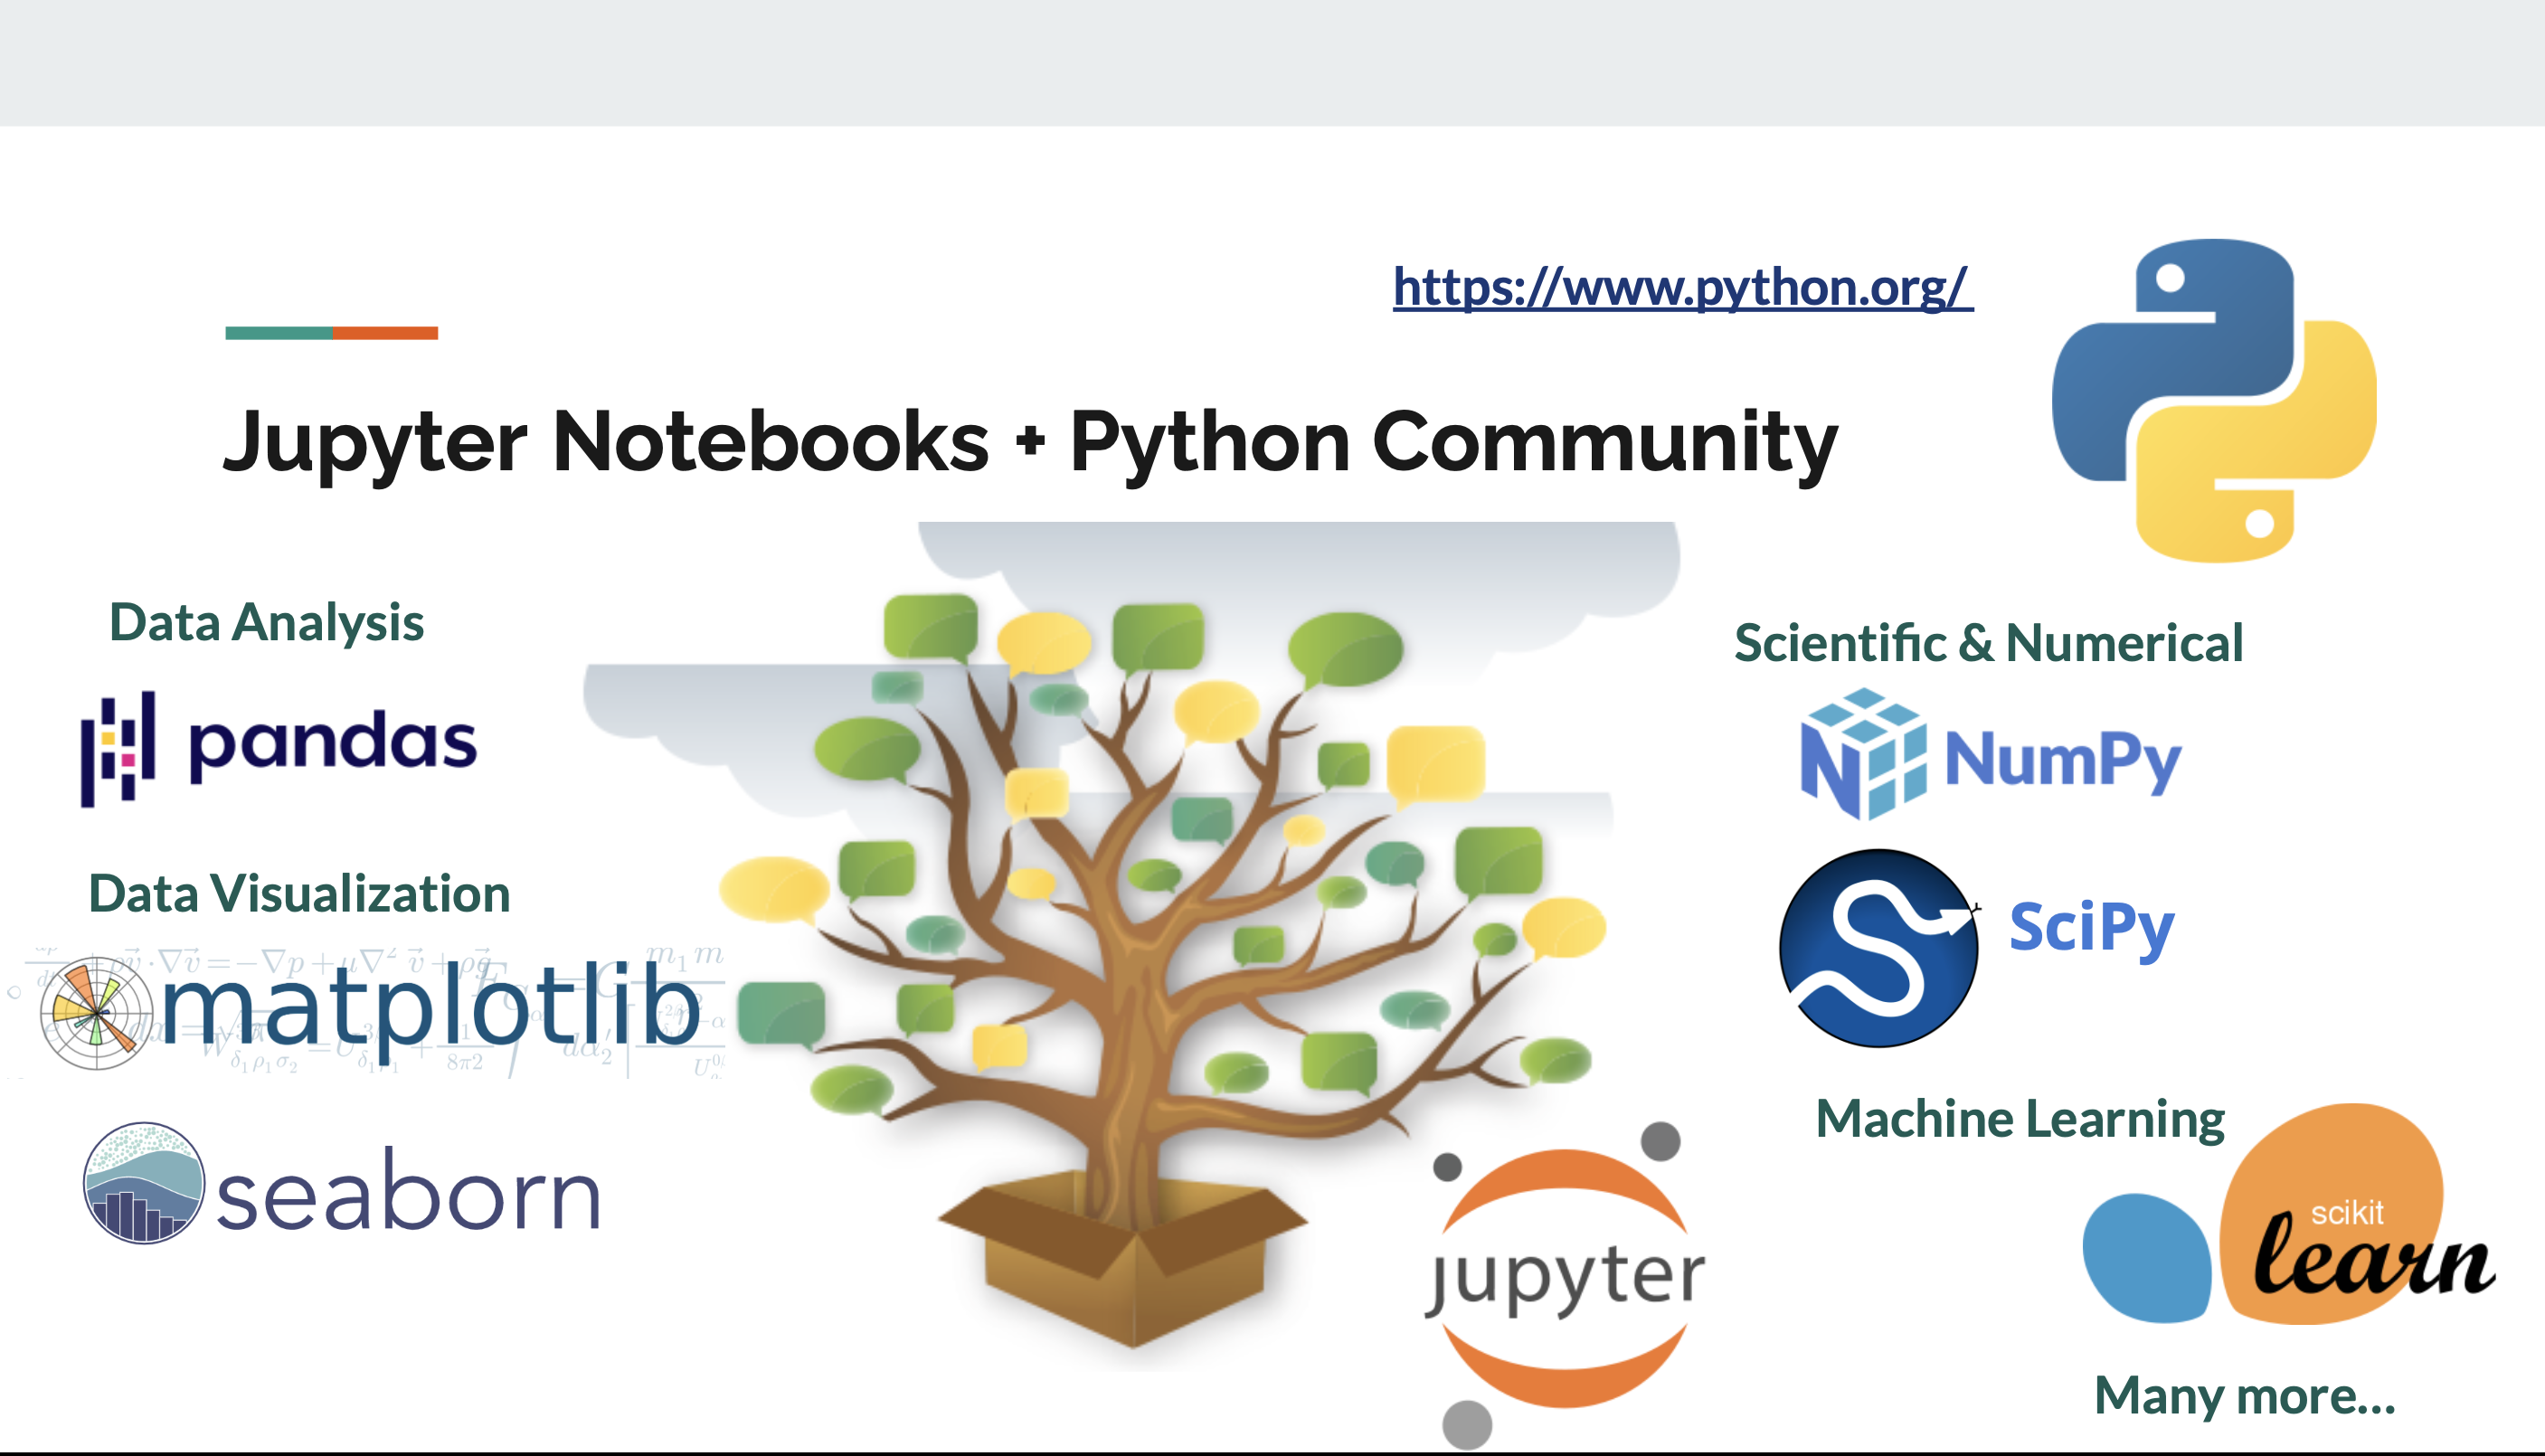 https://www.python.org/
Jupyter Notebooks + Python Community
Data Analysis
pandas
Data Visualization
matplotlib
seaborn
Scientific & Numerical
NumPy
SciPy
Machine Learning
scikit
learn
jupyter
Many more...